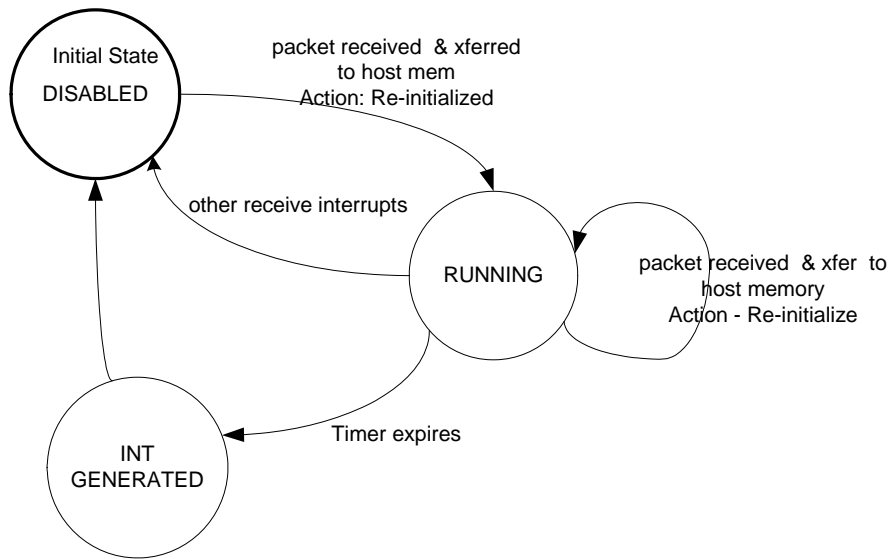 Initial State
DISABLED
packet received & xferred
to host mem
Action: Re-initialized
other receive interrupts
RUNNING
packet received & xfer to
host memory
Action - Re-initialize
Timer expires
INT
GENERATED